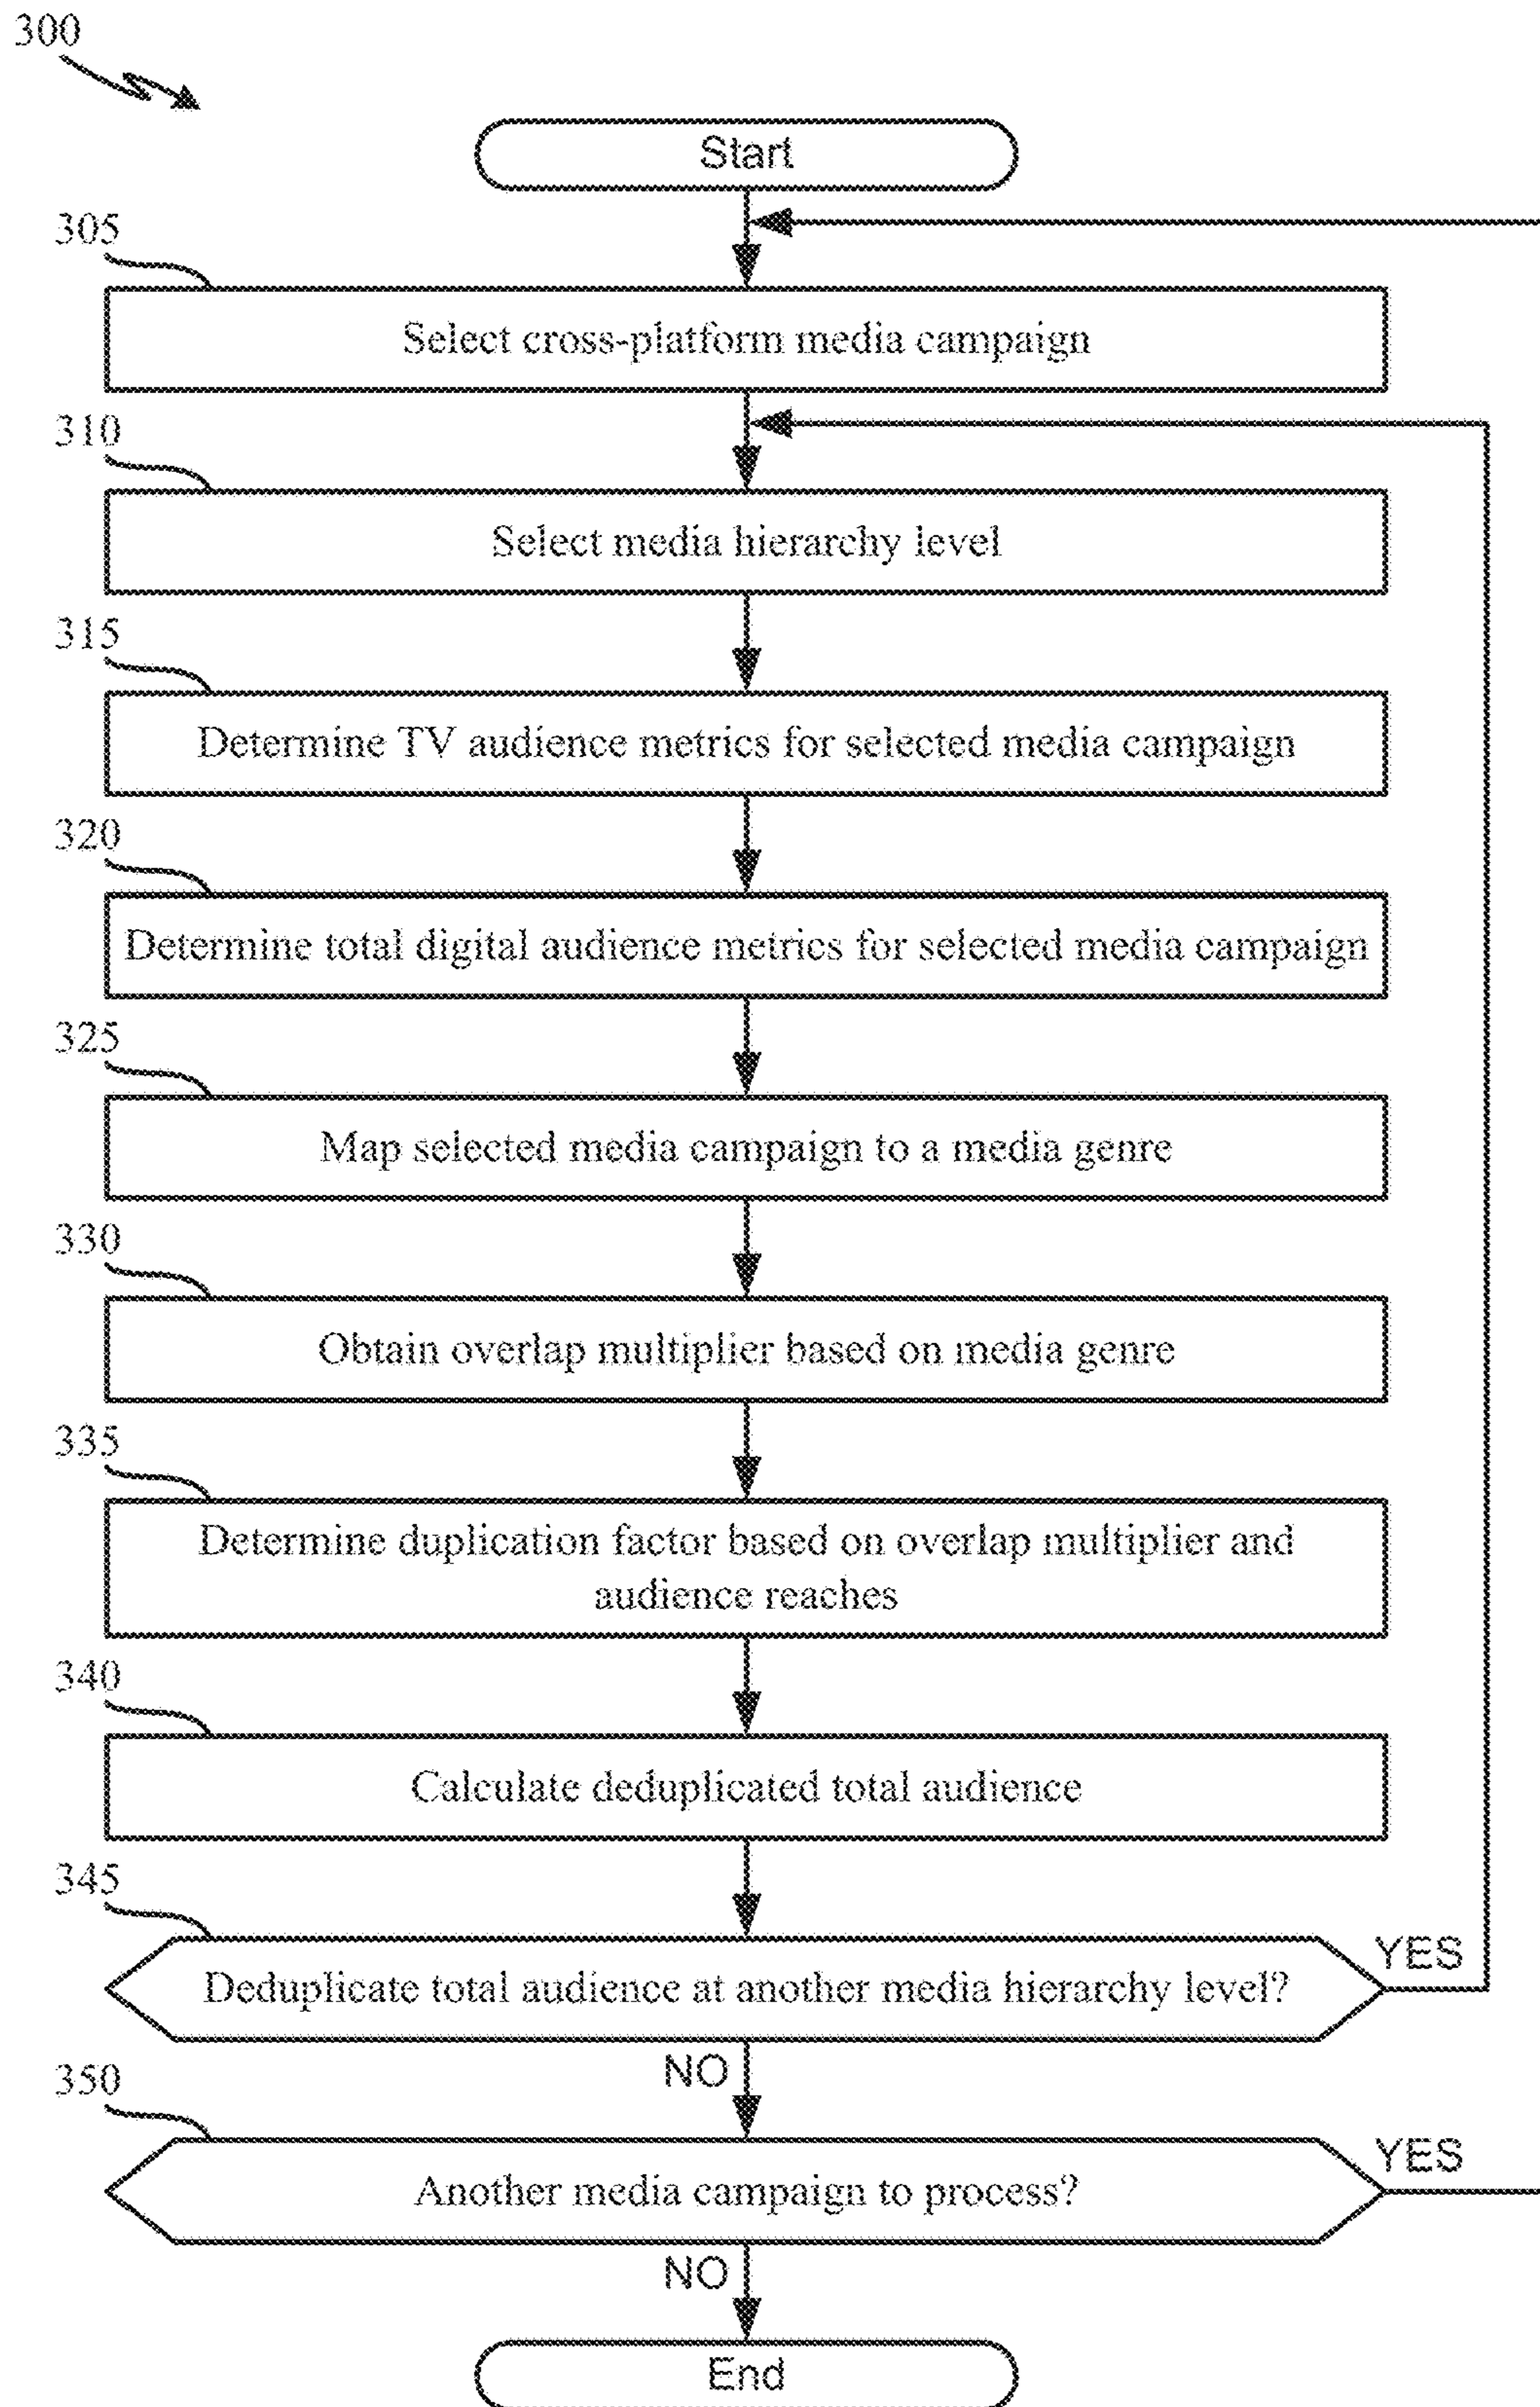 300
Start
305
Select cross-platform media campaign
310
Select media hierarchy level
315
Determine TV audience metrics for selected media campaign
320
Determine total digital audience metrics for selected media campaign
325
Map selected media campaign to a media genre
330
Obtain overlap multiplier based on media genre
335
Determine duplication factor based on overlap multiplier and
audience reaches
340
Calculate deduplicated total audience
345
Deduplicate total audience at another media hierarchy level?
YES
NO
350
Another media campaign to process?
YES
NO
End